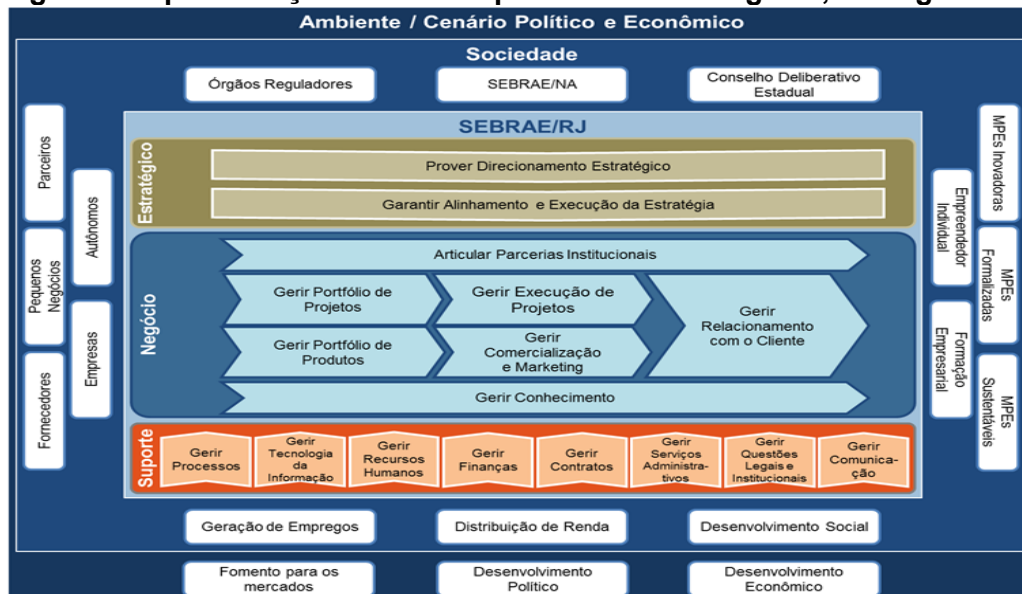 Ambiente / Cenário Político e Econômico
Sociedade
Órgãos Reguladores
SEBRAE/NA
Conselho Deliberativo
Estadual
Parceiros
Pequenos
Negócios
Fornecedores
Autônomos
Empresas
SEBRAE/RJ
Estratégico
Prover Direcionamento Estratégico
Garantir Alinhamento e Execução da Estratégia
Negócio
Articular Parcerias Institucionais
Gerir Portfólio de
Projetos
Gerir Execução de
Projetos
Gerir Portfólio de
Produtos
Gerir
Comercialização
e Marketing
Gerir
Relacionamento
com o Cliente
Gerir Conhecimento
Suporte
Gerir
Processos
Gerir
Tecnologia
da
Informação
Gerir
Recursos
Humanos
Gerir
Finanças
Gerir
Contratos
Gerir
Serviços
Administra-
tivos
Gerir
Questões
Legais e
Institucionais
Gerir
Comunica-
ção
Empreendedor
Individual
Formação
Empresarial
MPEs Inovadoras
MPEs
Formalizadas
MPEs
Sustentáveis
Geração de Empregos
Distribuição de Renda
Desenvolvimento Social
Fomento para os
mercados
Desenvolvimento
Político
Desenvolvimento
Econômico